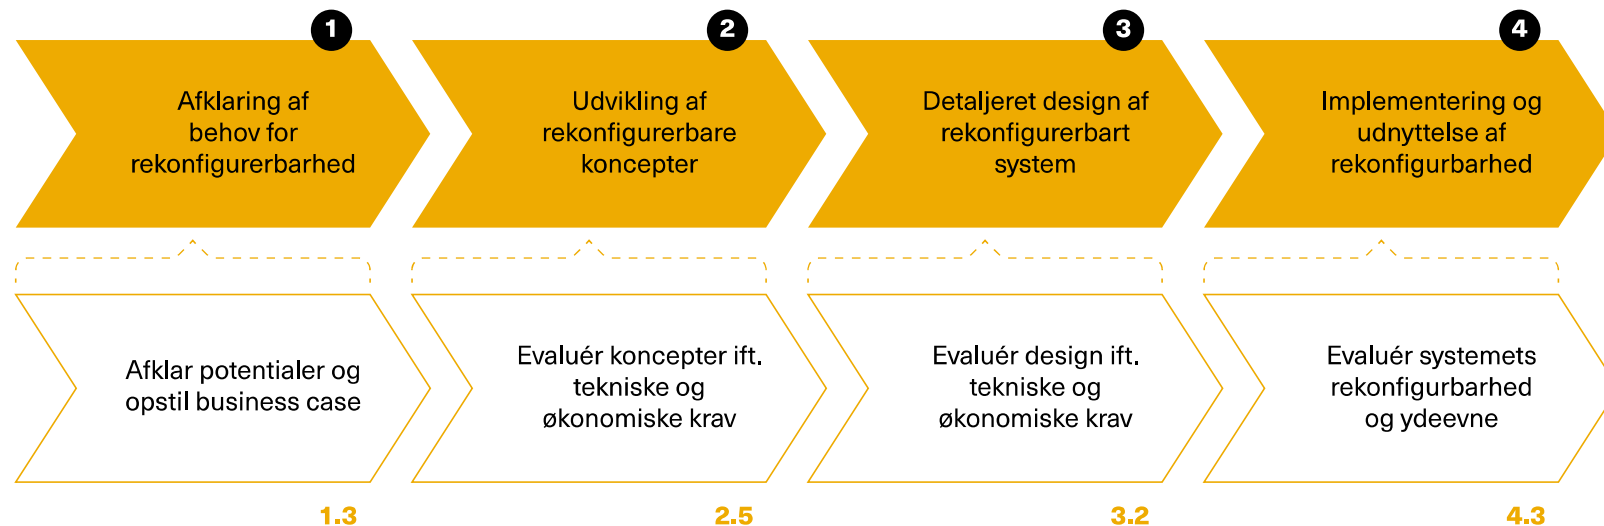 1
Afklaring af
behov for
rekonfigurerbarhed
2
Udvikling af
rekonfigurerbare
koncepter
3
Detaljeret design af
rekonfigurerbart
system
4
Implementering og
udnyttelse af
rekonfigurbarhed
Afklar potentialer og
opstil business case
1.3
Evaluér koncepter ift.
tekniske og
økonomiske krav
2.5
Evaluér design ift.
tekniske og
økonomiske krav
3.2
Evaluér systemets
rekonfigurbarhed
og ydeevne
4.3